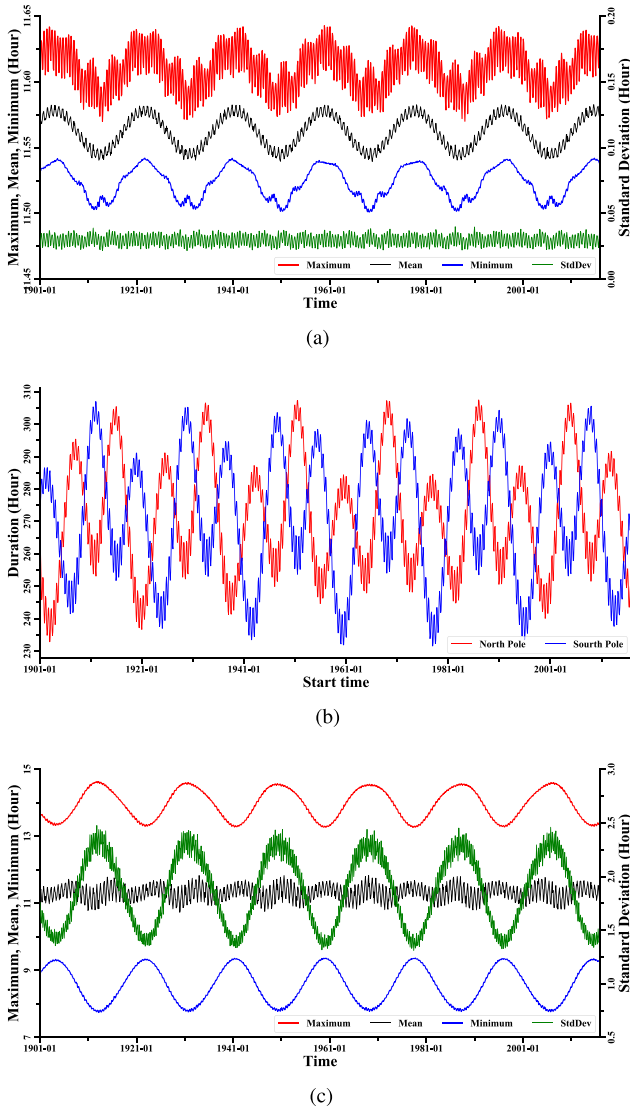 Maximum, Mean, Minimum (Hour)
11.65
11.60
11.55
11.50
11.45
0.20
0.15
0.10
0.05
0.00
Standard Deviation (Hour)
Maximum Mean Minimum StdDev
1901-01 1921-01 1941-01 1961-01 1981-01 2001-01
Time
(a)
Duration (Hour)
310
300
290
280
270
260
250
240
230
North Pole Sourth Pole
1901-01 1921-01 1941-01 1961-01 1981-01 2001-01
Start time
(b)
Maximum, Mean, Minimum (Hour)
15
13
11
9
7
3.0
2.5
2.0
1.5
1.0
0.5
Standard Deviation (Hour)
Maximum Mean Minimum StdDev
1901-01 1921-01 1941-01 1961-01 1981-01 2001-01
Time
(c)